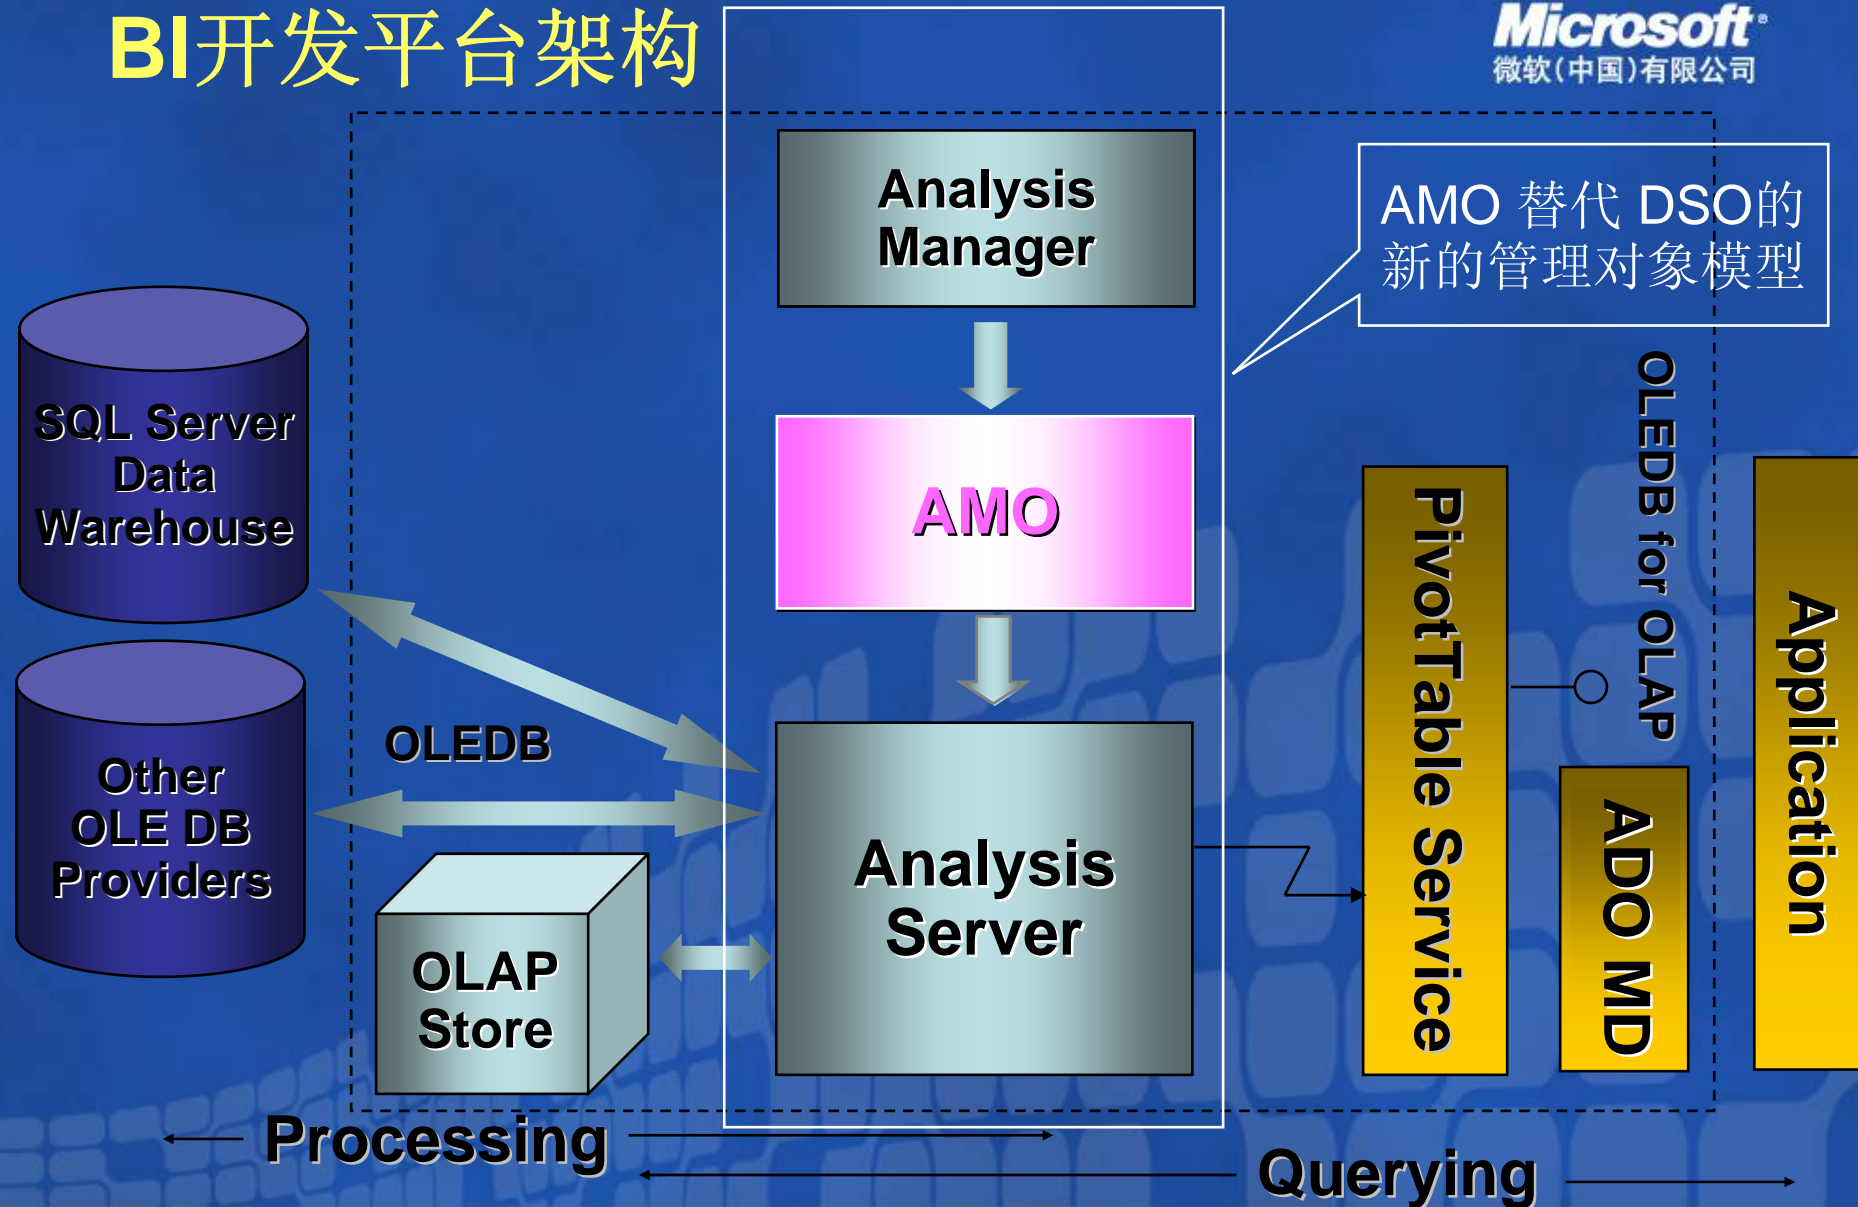 BI开发平台架构
Microsoft®
微软(中国)有限公司
Analysis
Manager
AMO 替代 DSO的
新的管理对象模型
SQL Server
Data
Warehouse
AMO
OLEDB for OLAP
PivotTable Service
Application
Other
OLE DB
Providers
OLEDB
Analysis
Server
ADO MD
OLAP
Store
Processing
Querying